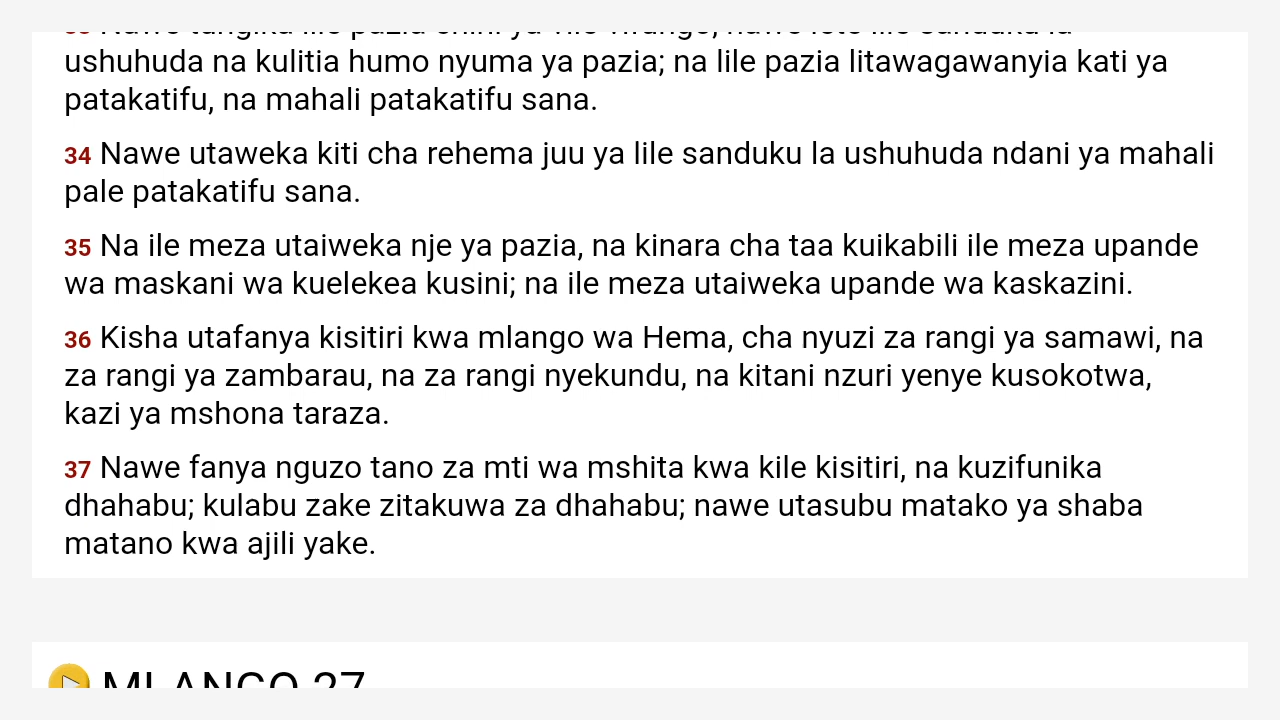 ushuhuda na kulitia humo nyuma ya pazia; na lile pazia litawagawanyia kati ya
patakatifu, na mahali patakatifu sana.
34 Nawe utaweka kiti cha rehema juu ya lile sanduku la ushuhuda ndani ya mahali
pale patakatifu sana.
35 Na ile meza utaiweka nje ya pazia, na kinara cha taa kuikabili ile meza upande
wa maskani wa kuelekea kusini; na ile meza utaiweka upande wa kaskazini.
36 Kisha utafanya kisitiri kwa mlango wa Hema, cha nyuzi za rangi ya samawi, na
za rangi ya zambarau, na za rangi nyekundu, na kitani nzuri yenye kusokotwa,
kazi ya mshona taraza.
37 Nawe fanya nguzo tano za mti wa mshita kwa kile kisitiri, na kuzifunika
dhahabu; kulabu zake zitakuwa za dhahabu; nawe utasubu matako ya shaba
matano kwa ajili yake.
MLANGO 27